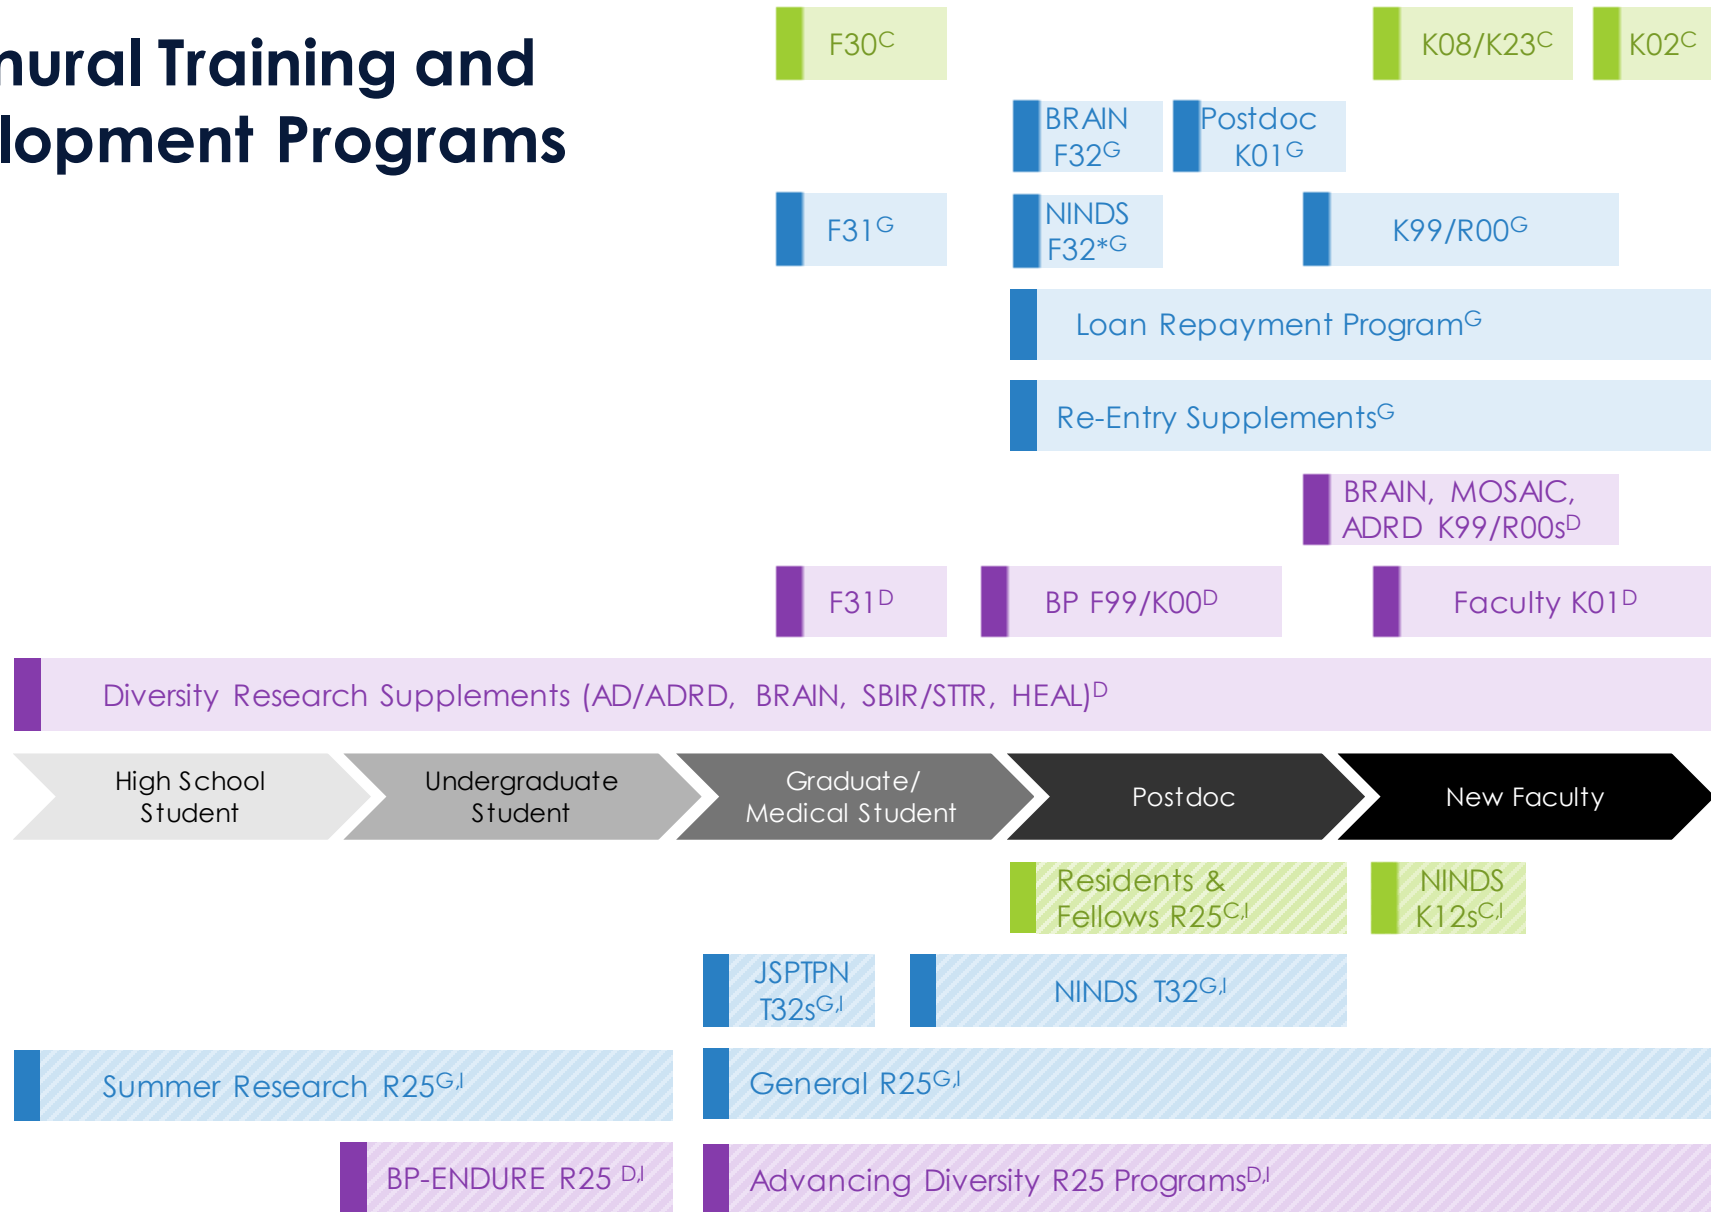 mural Training and
lopment Programs
F30C
K08/K23C
K02C
BRAIN
F32G
Postdoc
K01G
F31G
NINDS
F32*G
K99/R00G
Loan Repayment ProgramG
Re-Entry SupplementsG
BRAIN, MOSAIC,
ADRD K99/R00sD
F31D
BP F99/K00D
Faculty K01D
Diversity Research Supplements (AD/ADRD, BRAIN, SBIR/STTR, HEAL)D
High School
Student
Undergraduate
Student
Graduate/
Medical Student
Postdoc
New Faculty
Residents &
Fellows R25C,I
NINDS
K12sC,I
JSPTPN
T32sG,I
NINDS T32G,I
Summer Research R25G,I
General R25G,I
BP-ENDURE R25 D,I
Advancing Diversity R25 ProgramsD,I